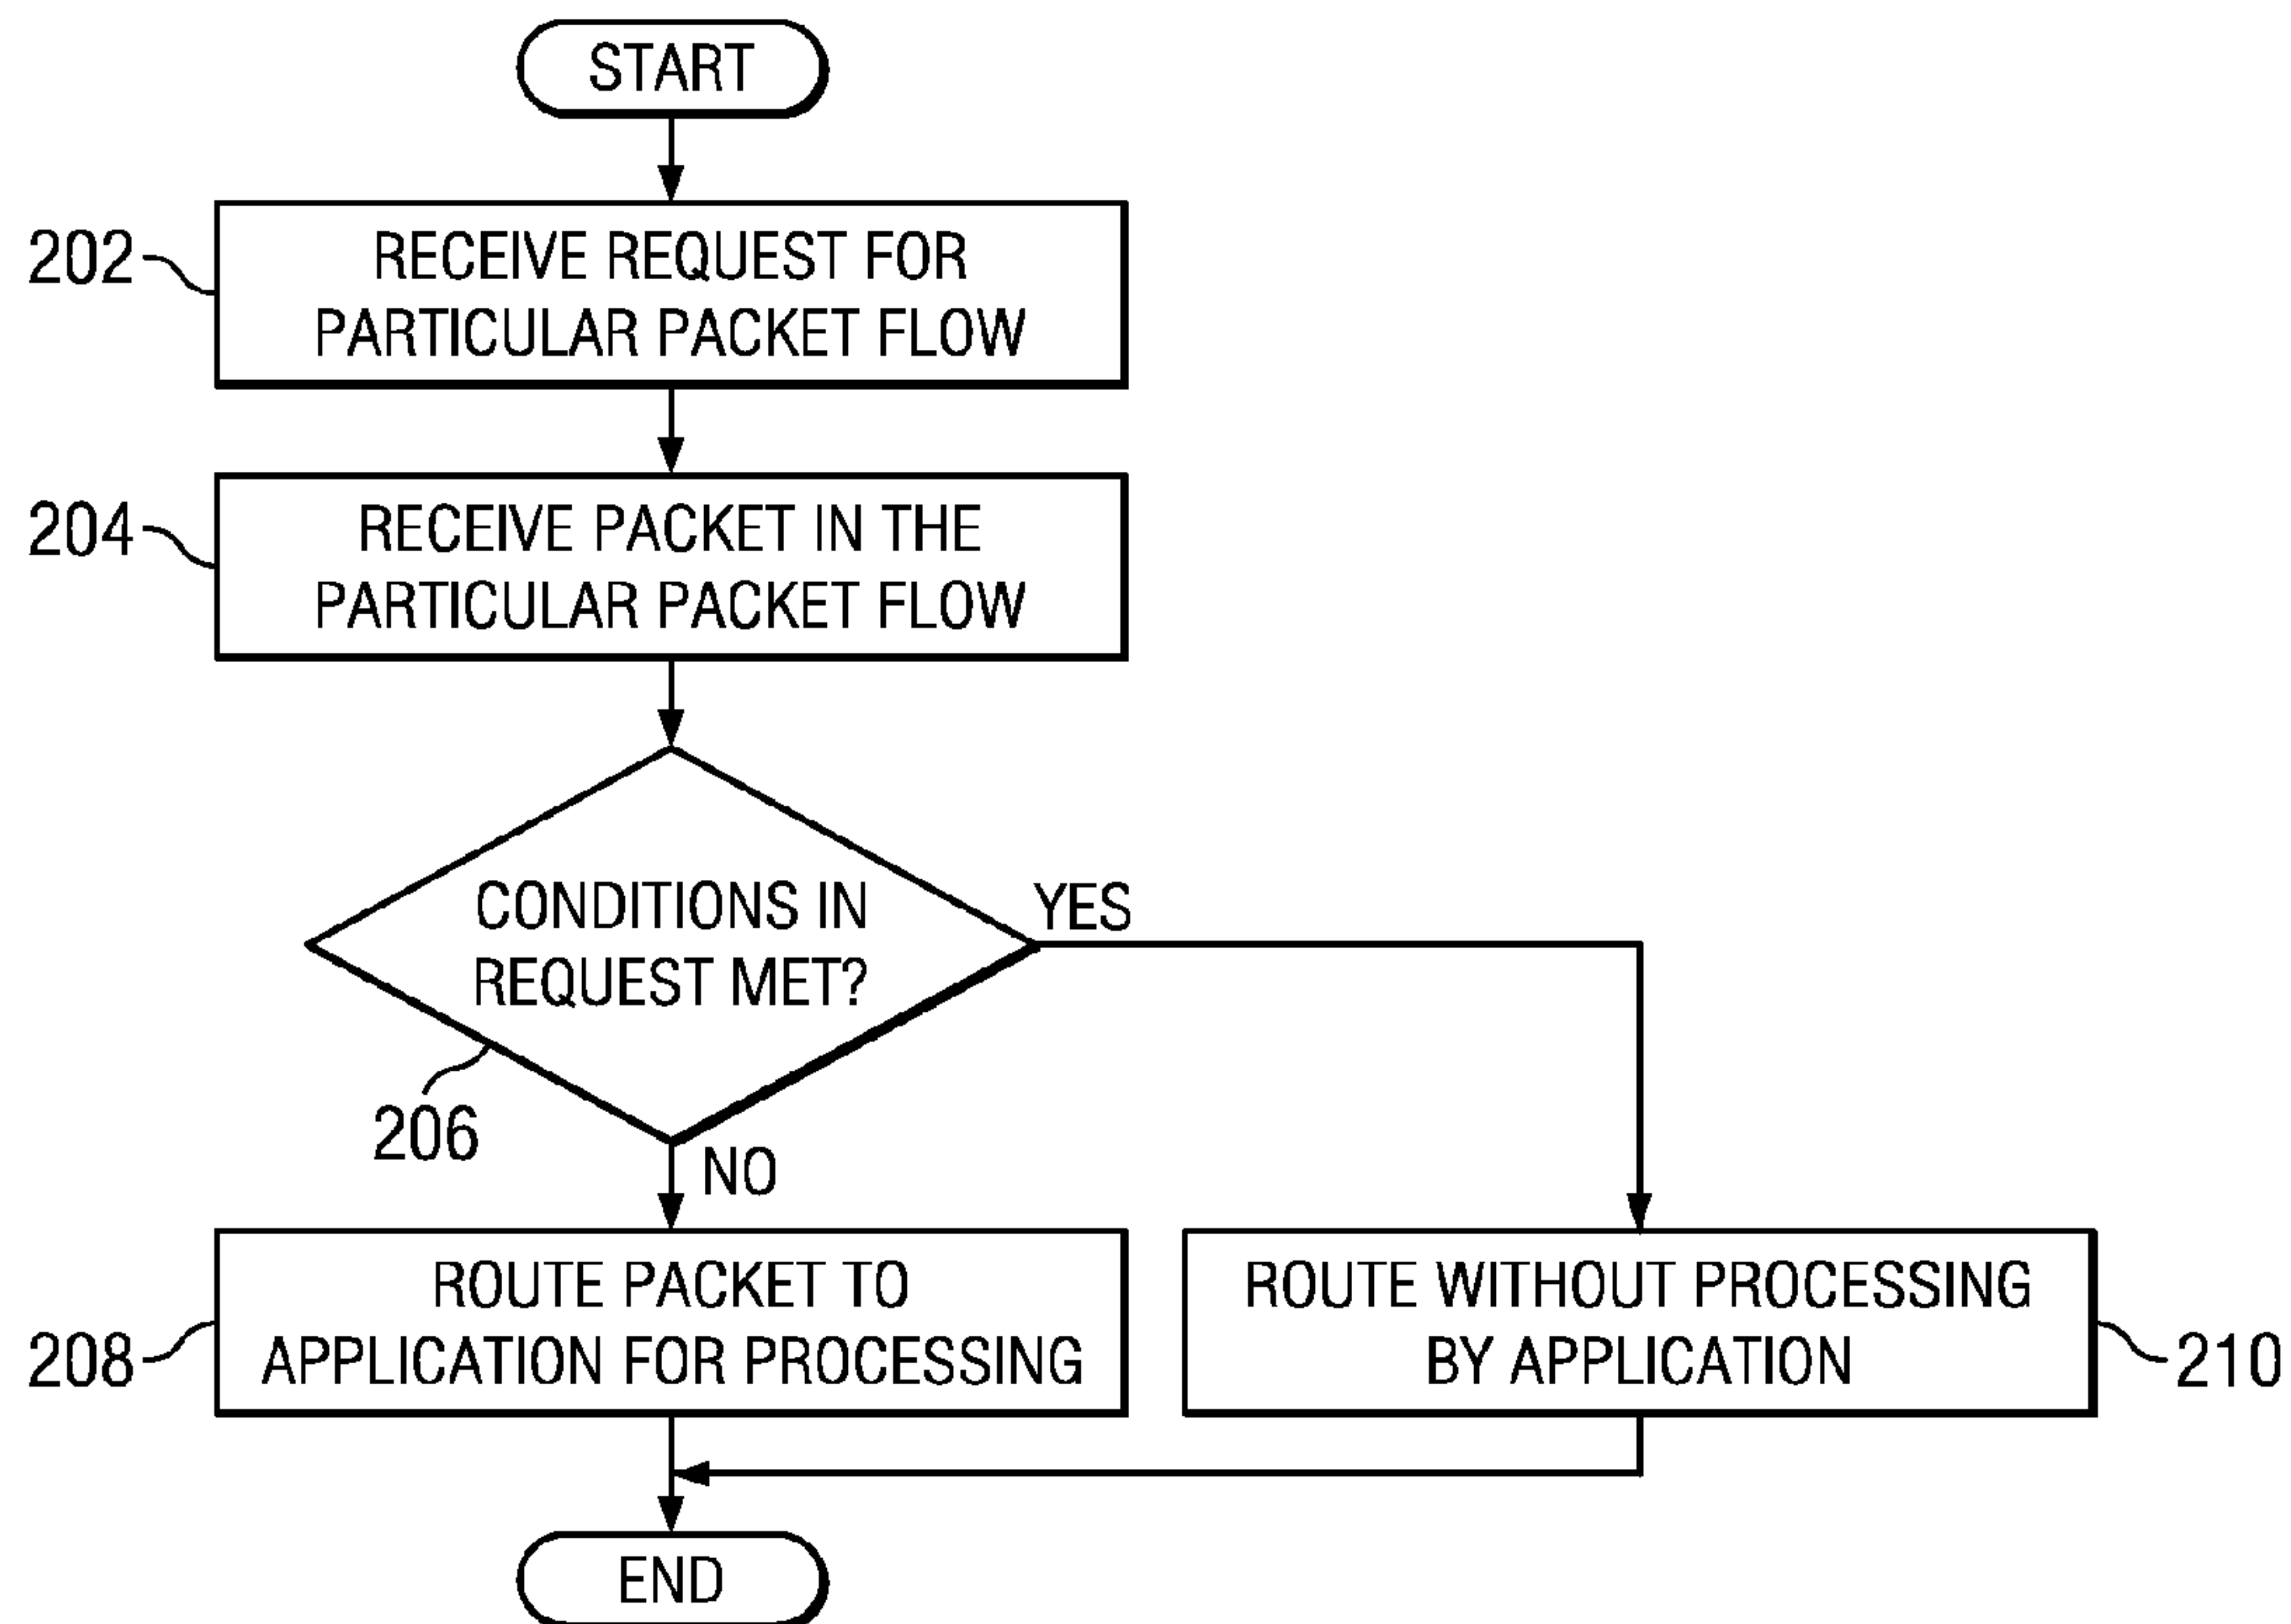 START
202
RECEIVE REQUEST FOR
PARTICULAR PACKET FLOW
204
RECEIVE PACKET IN THE
PARTICULAR PACKET FLOW
CONDITIONS IN
REQUEST MET?
YES
206
NO
208
ROUTE PACKET TO
APPLICATION FOR PROCESSING
ROUTE WITHOUT PROCESSING
BY APPLICATION
210
END